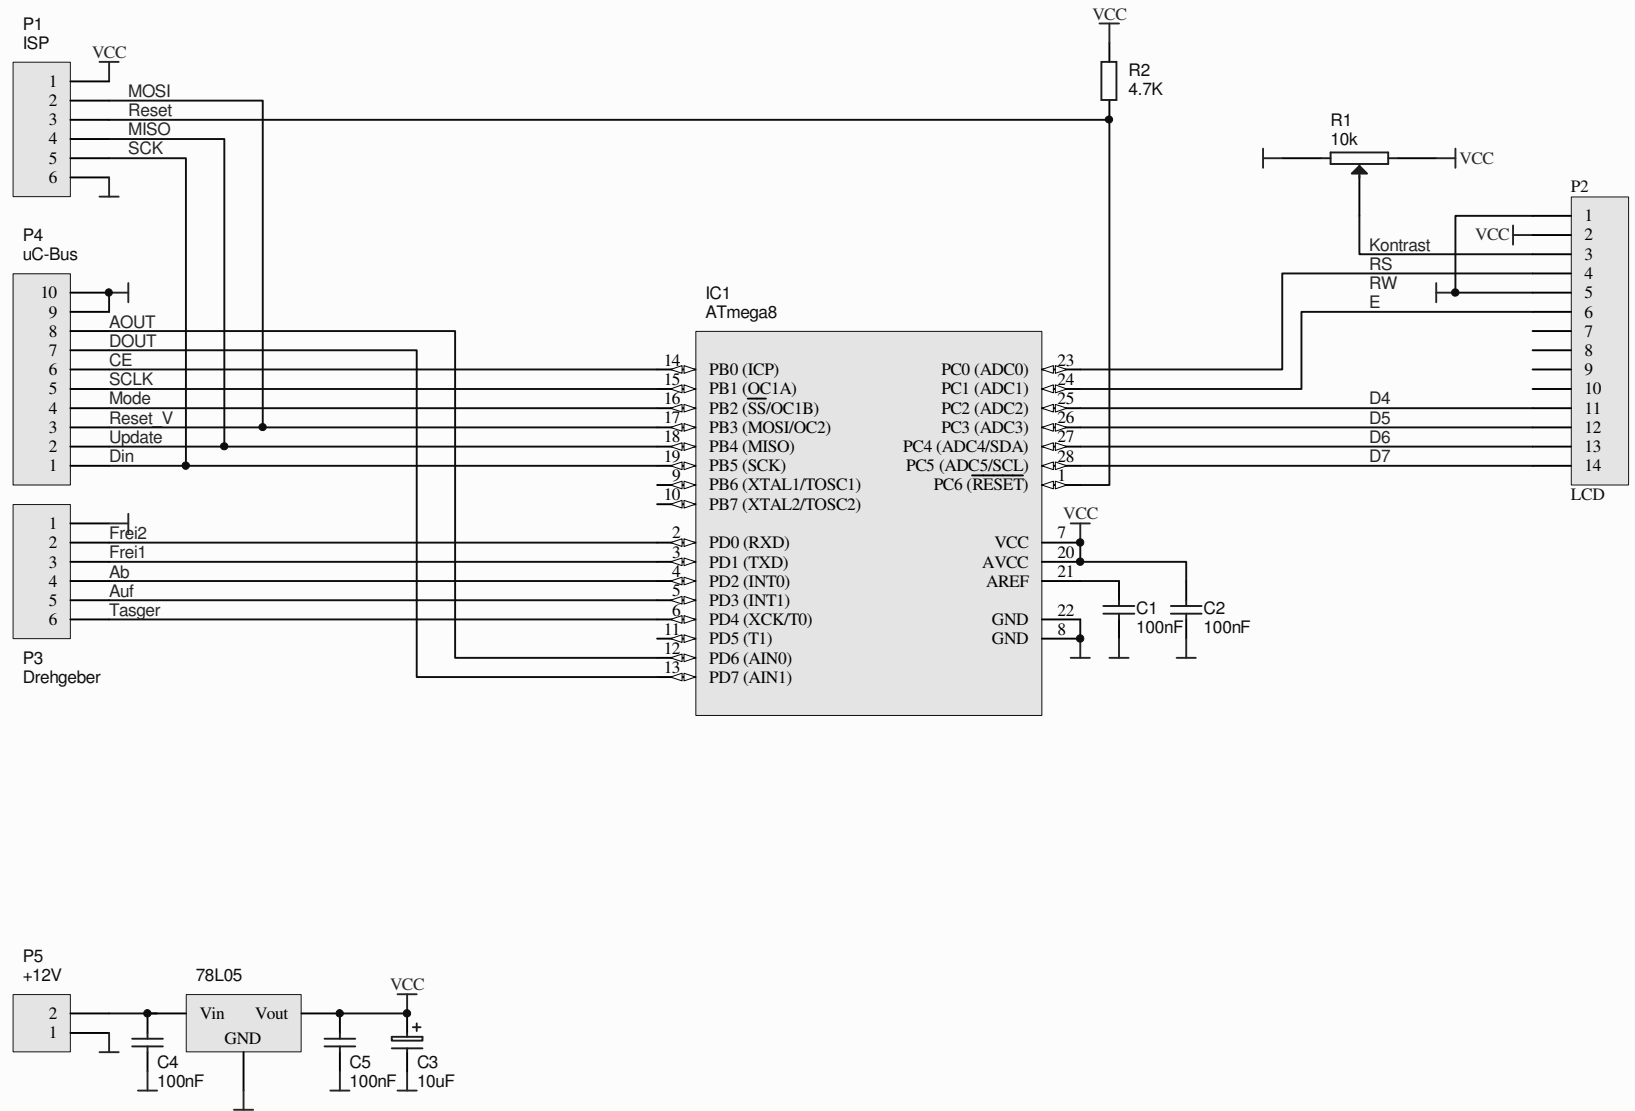 P1
ISP
VCC
1
2 MOSI
3 Reset
4 MISO
5 SCK
6
P4
uC-Bus
10
9
8 AOUT
7 DOUT
6 CE
5 SCLK
4 Mode
3 Reset_V
2 Update
1 Din
1
2 Frei2
3 Frei1
4 Ab
5 Auf
6 Tasger
P3
Drehgeber
IC1
ATmega8
14 PB0 (ICP)
15 PB1 (OC1A)
16 PB2 (SS/OC1B)
17 PB3 (MOSI/OC2)
18 PB4 (MISO)
19 PB5 (SCK)
9 PB6 (XTAL1/TOSC1)
10 PB7 (XTAL2/TOSC2)
2 PD0 (RXD)
3 PD1 (TXD)
4 PD2 (INT0)
5 PD3 (INT1)
6 PD4 (XCK/T0)
11 PD5 (T1)
12 PD6 (AIN0)
13 PD7 (AIN1)
PC0 (ADC0) 23
PC1 (ADC1) 24
PC2 (ADC2) 25
PC3 (ADC3) 26
PC4 (ADC4/SDA) 27
PC5 (ADC5/SCL) 28
PC6 (RESET) 1
VCC
VCC 7
AVCC 20
AREF 21
GND 22
GND 8
C1
100nF
C2
100nF
VCC
R2
4.7K
R1
10k
VCC
P2
1
VCC 2
Kontrast 3
RS 4
RW 5
E 6
7
8
9
10
D4 11
D5 12
D6 13
D7 14
LCD
P5
+12V
2
1
78L05
Vin Vout
GND
VCC
+
C4
100nF
C5
100nF
C3
10uF